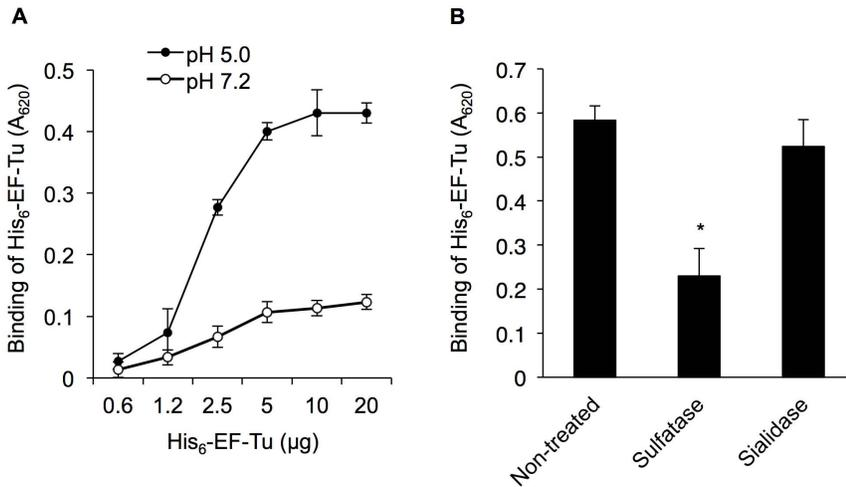 A
pH 5.0
pH 7.2
Binding of His6-EF-Tu (A620)
0.5
0.4
0.3
0.2
0.1
0
0.6 1.2 2.5 5 10 20
His6-EF-Tu (µg)
B
Binding of His6-EF-Tu (A620)
0.7
0.6
0.5
0.4
0.3
0.2
0.1
0
*
Non-treated
Sulfatase
Sialidase